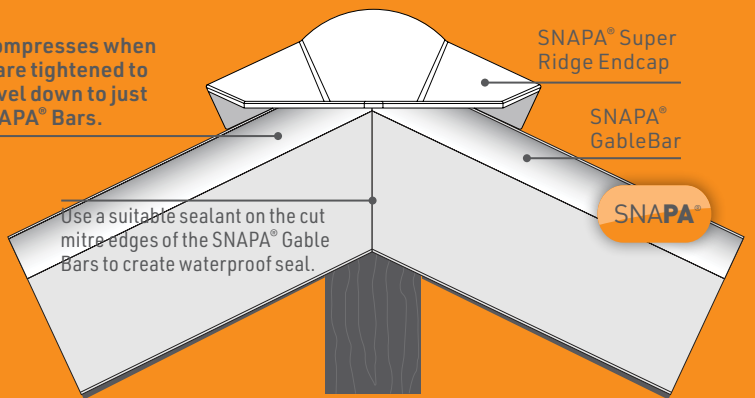 compresses when
are tightened to
vel down to just
APA® Bars.
SNAPA® Super
Ridge Endcap
SNAPA®
GableBar
Use a suitable sealant on the cut
mitre edges of the SNAPA® Gable
Bars to create waterproof seal.
SNAPA®